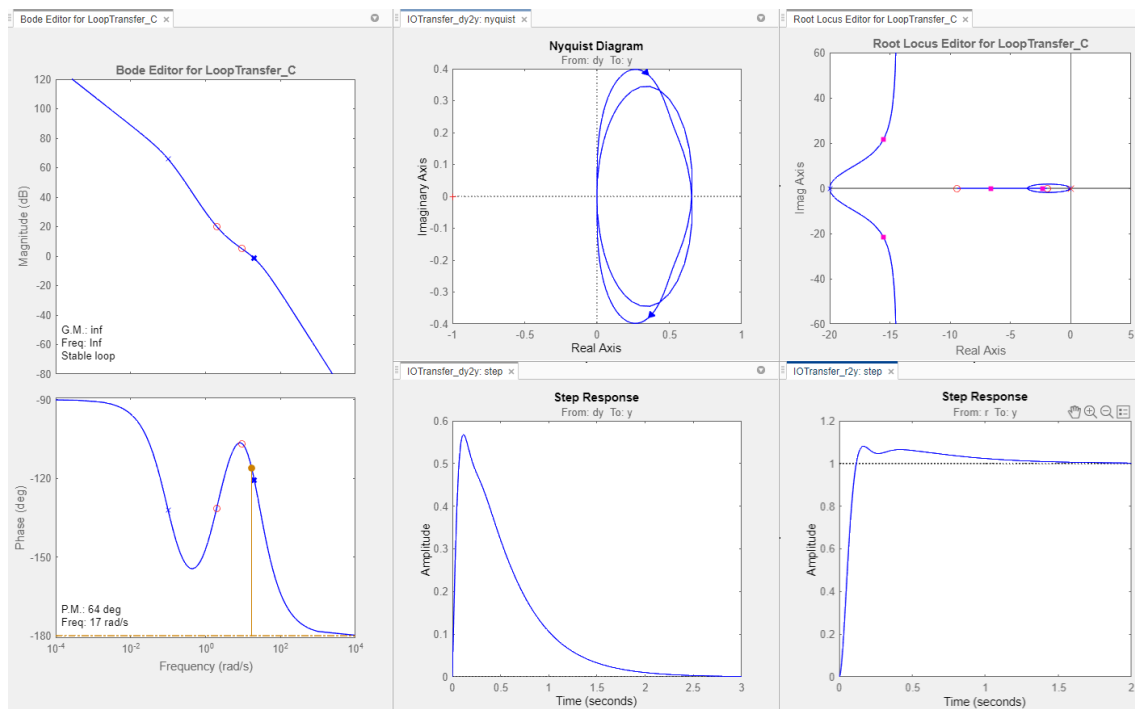 Bode Editor for LoopTransfer_C ×
Bode Editor for LoopTransfer_C
120
100
80
60
40
20
0
-20
-40
-60
-80
Magnitude (dB)
G.M.: inf
Freq: Inf
Stable loop
-90
-120
-150
-180
Phase (deg)
P.M.: 64 deg
Freq: 17 rad/s
10^-4
10^-2
10^0
10^2
10^4
Frequency (rad/s)
IOTransfer_dy2y: nyquist ×
Nyquist Diagram
From: dy To: y
0.4
0.3
0.2
0.1
0
-0.1
-0.2
-0.3
-0.4
Imaginary Axis
-1
-0.5
0
0.5
1
Real Axis
Root Locus Editor for LoopTransfer_C ×
Root Locus Editor for LoopTransfer_C
60
40
20
0
-20
-40
-60
Imag Axis
-20
-15
-10
-5
0
5
Real Axis
IOTransfer_dy2y: step ×
Step Response
From: dy To: y
0.6
0.5
0.4
0.3
0.2
0.1
0
Amplitude
0
0.5
1
1.5
2
2.5
3
Time (seconds)
IOTransfer_r2y: step ×
Step Response
From: r To: y
1.2
1
0.8
0.6
0.4
0.2
0
Amplitude
0
0.5
1
1.5
2
Time (seconds)